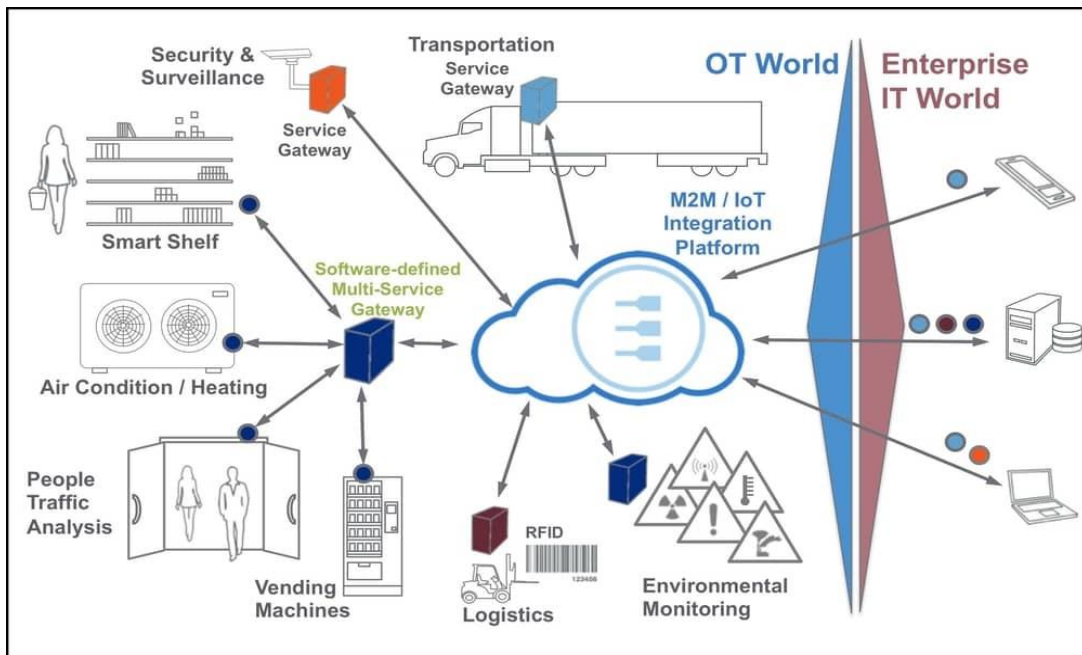 Security &
Surveillance
Service
Gateway
Transportation
Service
Gateway
OT World
Enterprise
IT World
Smart Shelf
M2M / IoT
Integration
Platform
Software-defined
Multi-Service
Gateway
Air Condition / Heating
People
Traffic
Analysis
Vending
Machines
RFID
123456
Logistics
Environmental
Monitoring